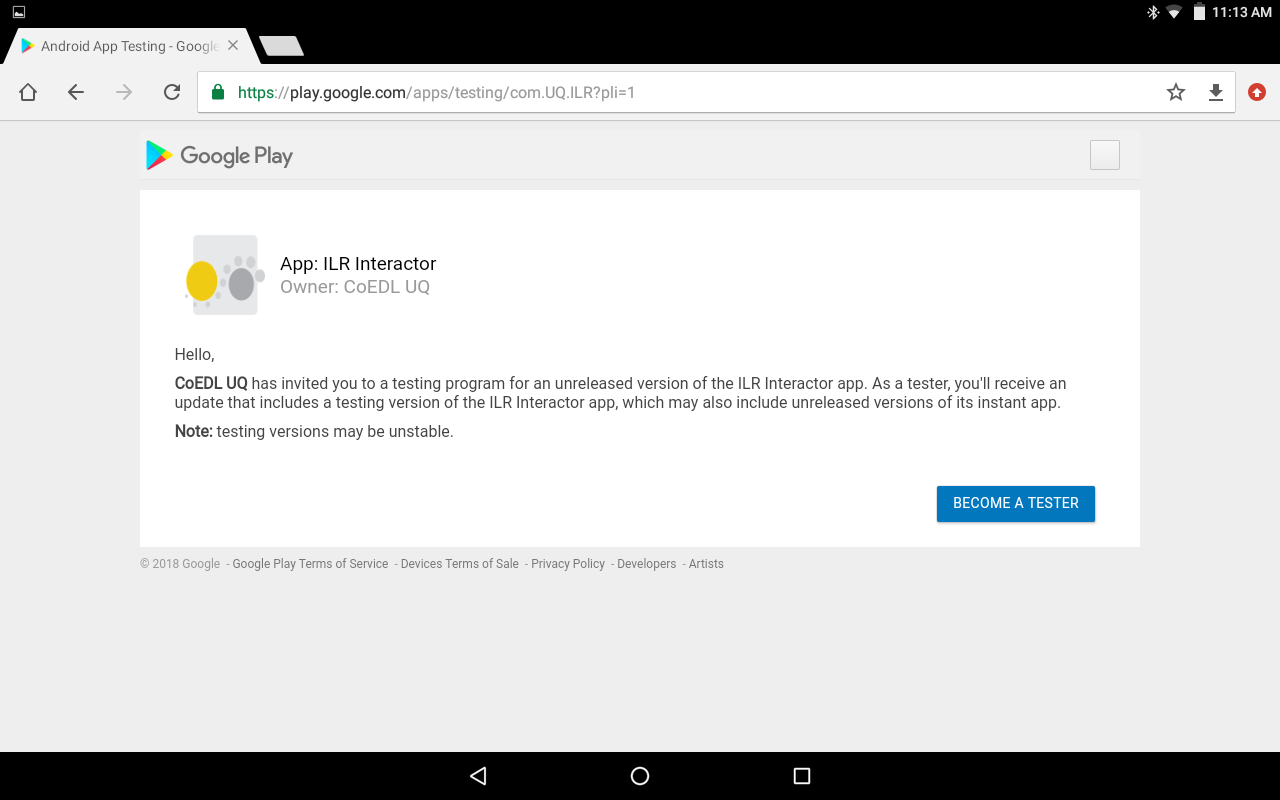 11:13 AM
Android App Testing - Google
https://play.google.com/apps/testing/com.UQ.ILR?pli=1
Google Play
App: ILR Interactor
Owner: CoEDL UQ
Hello,
CoEDL UQ has invited you to a testing program for an unreleased version of the ILR Interactor app. As a tester, you'll receive an
update that includes a testing version of the ILR Interactor app, which may also include unreleased versions of its instant app.
Note: testing versions may be unstable.
BECOME A TESTER
© 2018 Google - Google Play Terms of Service - Devices Terms of Sale - Privacy Policy - Developers - Artists